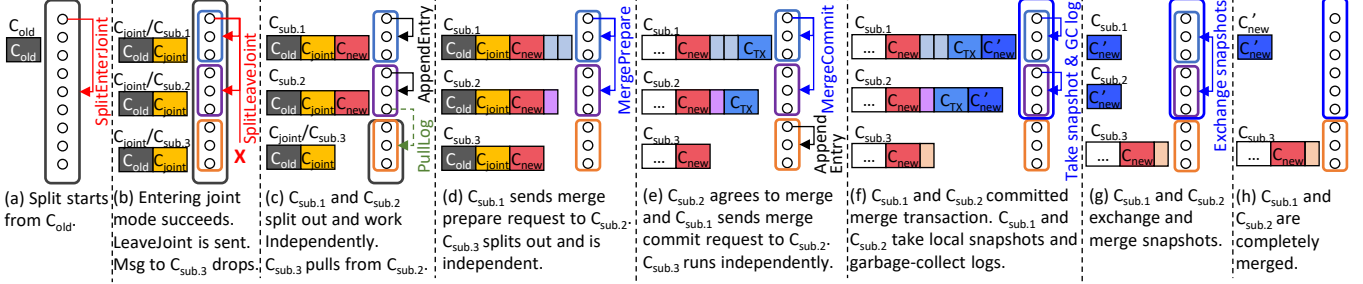 C_old
C_old
SplitEnterJoint
(a) Split starts
from C_old.
C_joint/C_sub.1
C_old C_joint
C_joint/C_sub.2
C_old C_joint
C_joint/C_sub.3
C_old C_joint
SplitLeaveJoint
X
(b) Entering joint
mode succeeds.
LeaveJoint is sent.
Msg to C_sub.3 drops.
C_sub.1
C_old C_joint C_new
C_sub.2
C_old C_joint C_new
C_joint/C_sub.3
C_old C_joint
AppendEntry
PullLog
(c) C_sub.1 and C_sub.2
split out and work
Independently.
C_sub.3 pulls from C_sub.2.
C_sub.1
C_old C_joint C_new
C_sub.2
C_old C_joint C_new
C_sub.3
C_old C_joint C_new
MergePrepare
(d) C_sub.1 sends merge
prepare request to C_sub.2.
C_sub.3 splits out and is
independent.
C_sub.1
... C_new C_TX
C_sub.2
... C_new C_TX
C_sub.3
... C_new
MergeCommit
Append
Entry
(e) C_sub.2 agrees to merge
and C_sub.1 sends merge
commit request to C_sub.2.
C_sub.3 runs independently.
C_sub.1
... C_new C_TX C'_new
C_sub.2
... C_new C_TX C'_new
C_sub.3
... C_new
Take snapshot & GC log
(f) C_sub.1 and C_sub.2 committed
merge transaction. C_sub.1 and
C_sub.2 take local snapshots and
garbage-collect logs.
C_sub.1
C'_new
C_sub.2
C'_new
C_sub.3
... C_new
Exchange snapshots
(g) C_sub.1 and C_sub.2
exchange and
merge snapshots.
C'_new
C'_new
C_sub.3
... C_new
(h) C_sub.1 and
C_sub.2 are
completely
merged.